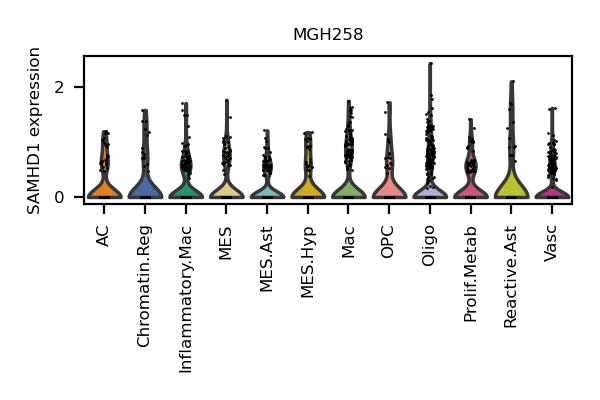 MGH258
SAMHD1 expression
2
0
AC
Chromatin.Reg
Inflammatory.Mac
MES
MES.Ast
MES.Hyp
Mac
OPC
Oligo
Prolif.Metab
Reactive.Ast
Vasc